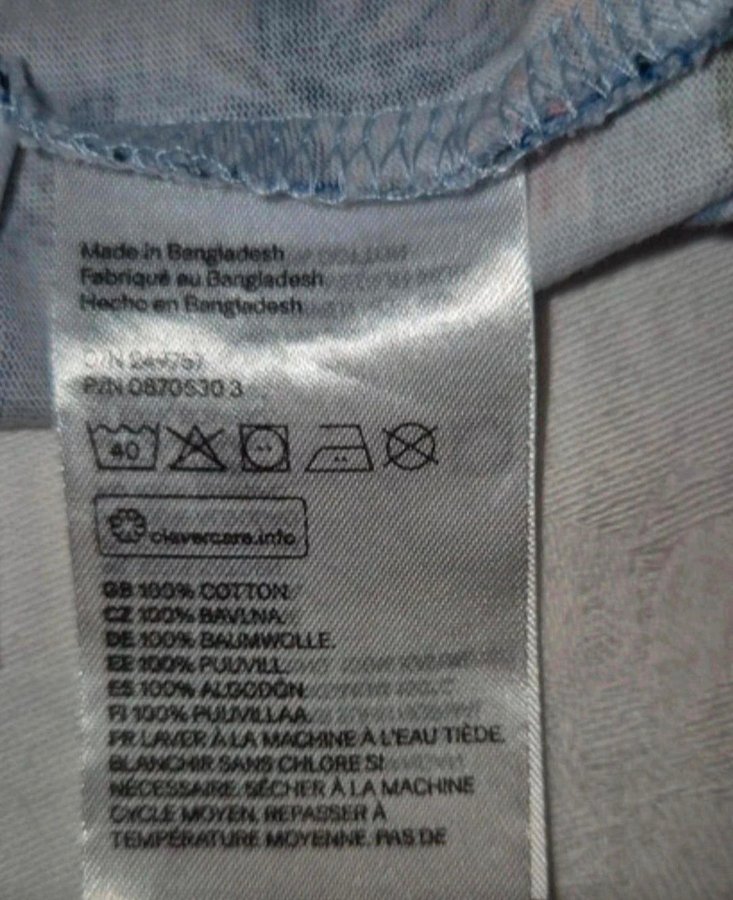 Made in Bangladesh
Fabriqué au Bangladesh
Hecho en Bangladesh
P/N 0870530 3
40
clevercare.info
GB 100% COTTON.
CZ 100% BAVLNA.
DE 100% BAUMWOLLE.
EE 100% PUUVILL.
ES 100% ALGODÓN.
FI 100% PUUVILLAA.
FR LAVER À LA MACHINE À L'EAU TIÈDE.
BLANCHIR SANS CHLORE SI
NÉCESSAIRE. SÉCHER À LA MACHINE
CYCLE MOYEN. REPASSER À
TEMPÉRATURE MOYENNE. PAS DE